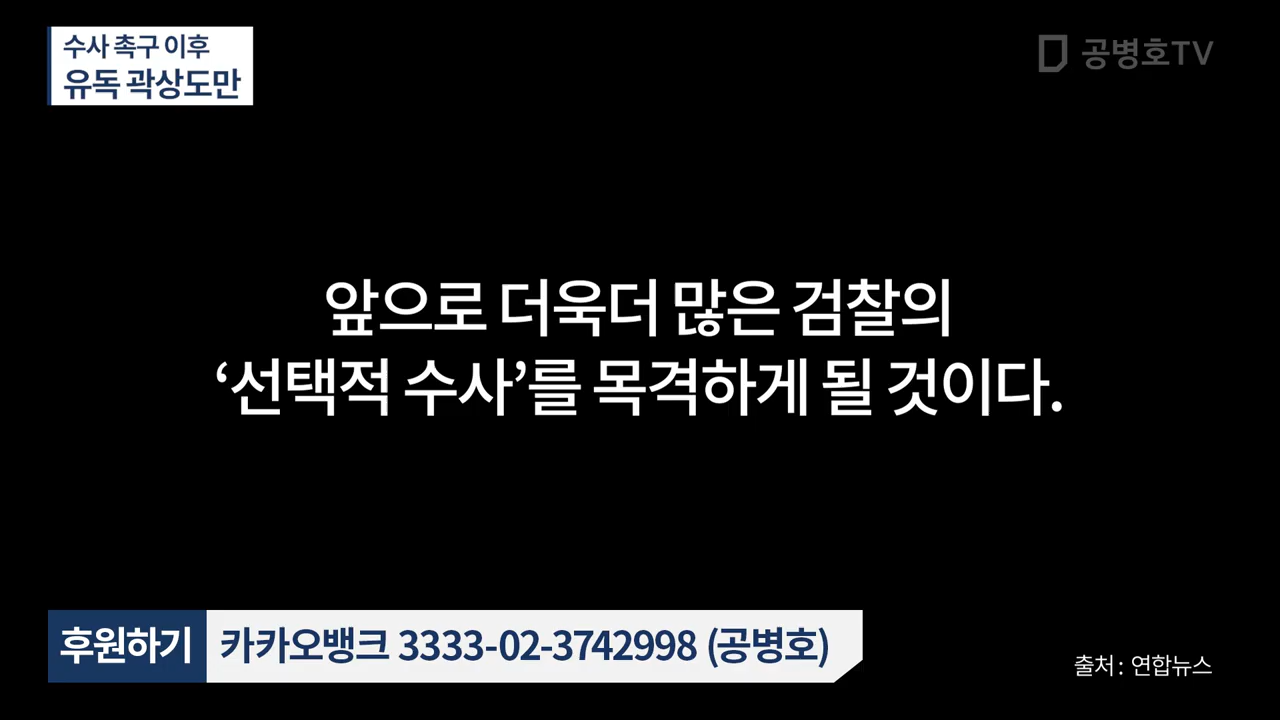 수사 촉구 이후
유독 곽상도만
공병호TV
앞으로 더욱더 많은 검찰의
‘선택적 수사’를 목격하게 될 것이다.
후원하기 카카오뱅크 3333-02-3742998 (공병호)
출처 : 연합뉴스